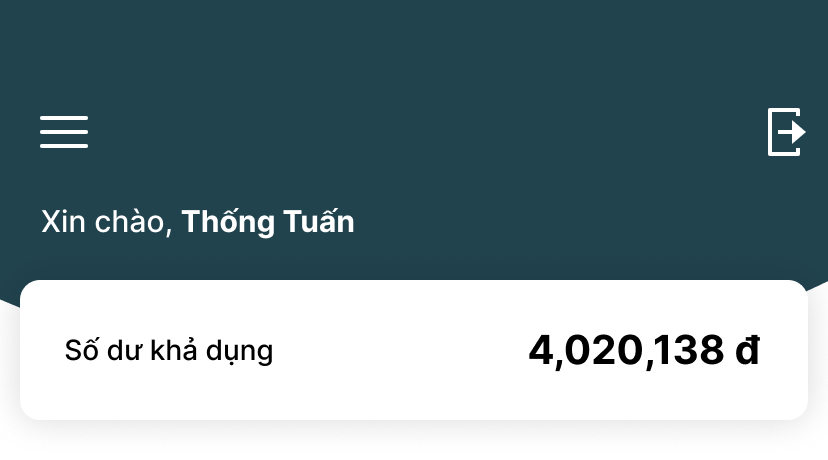 Xin chào, Thống Tuấn
Số dư khả dụng 4,020,138 đ